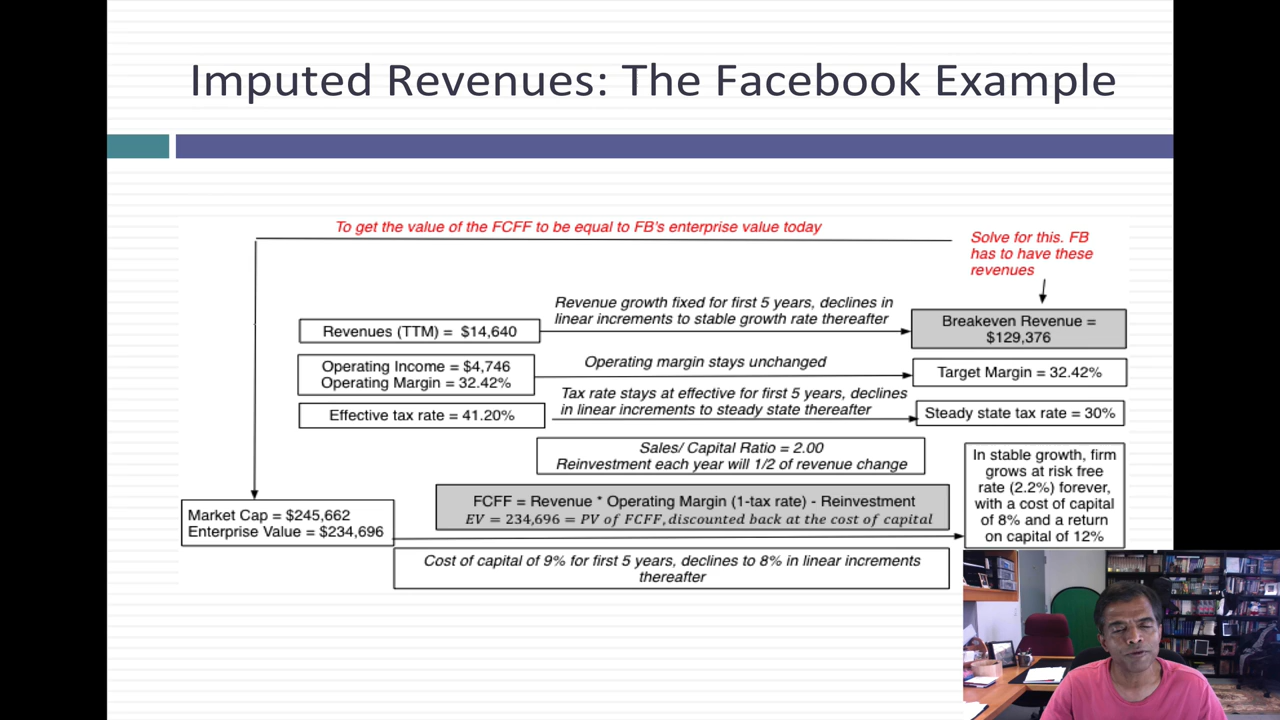 Imputed Revenues: The Facebook Example
To get the value of the FCFF to be equal to FB's enterprise value today
Solve for this. FB
has to have these
revenues
Revenue growth fixed for first 5 years, declines in
linear increments to stable growth rate thereafter
Revenues (TTM) = $14,640
Breakeven Revenue =
$129,376
Operating Income = $4,746
Operating Margin = 32.42%
Operating margin stays unchanged
Target Margin = 32.42%
Tax rate stays at effective for first 5 years, declines
in linear increments to steady state thereafter
Effective tax rate = 41.20%
Steady state tax rate = 30%
Sales/ Capital Ratio = 2.00
Reinvestment each year will 1/2 of revenue change
In stable growth, firm
grows at risk free
rate (2.2%) forever,
with a cost of capital
of 8% and a return
on capital of 12%
FCFF = Revenue * Operating Margin (1-tax rate) - Reinvestment
EV = 234,696 = PV of FCFF, discounted back at the cost of capital
Market Cap = $245,662
Enterprise Value = $234,696
Cost of capital of 9% for first 5 years, declines to 8% in linear increments
thereafter